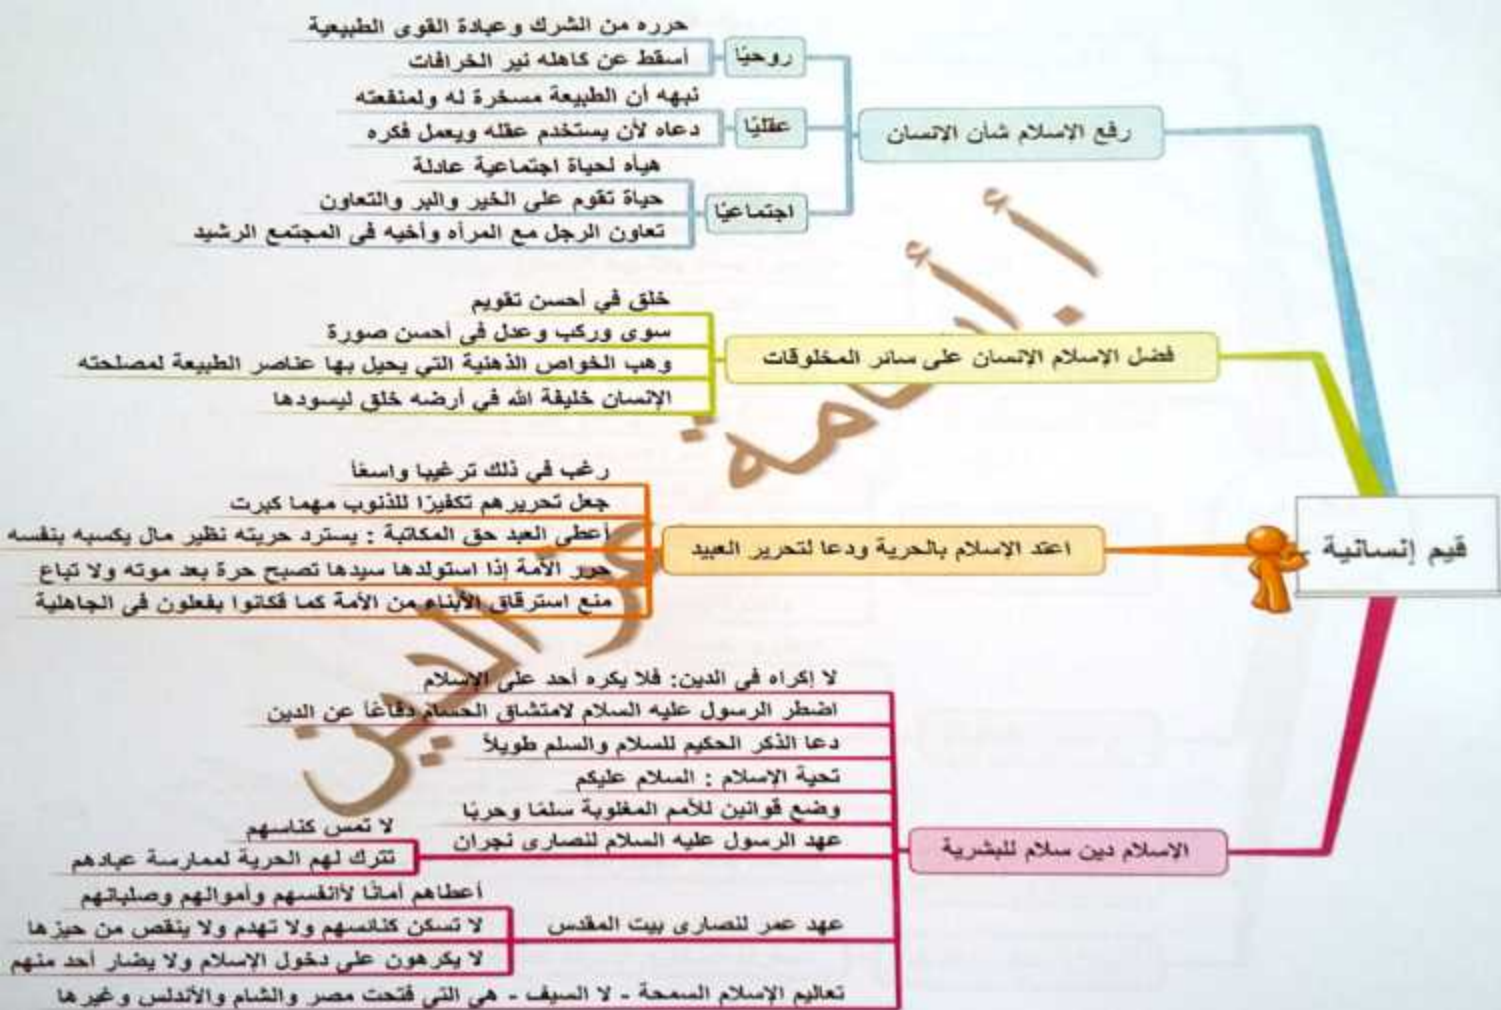 قيم إنسانية
رفع الإسلام شأن الانسان
روحيًا
حرره من الشرك وعبادة القوى الطبيعية
أسقط عن كاهله نير الخرافات
عقليًا
نبهه أن الطبيعة مسخرة له ولمنفعته
دعاه لأن يستخدم عقله ويعمل فكره
اجتماعيًا
هيأه لحياة اجتماعية عادلة
حياة تقوم على الخير والبر والتعاون
تعاون الرجل مع المرأه وأخيه في المجتمع الرشيد
فضل الإسلام الإنسان على سائر المخلوقات
خلق في أحسن تقويم
سوى وركب وعدل في أحسن صورة
وهب الخواص الذهنية التي يحيل بها عناصر الطبيعة لمصلحته
الإنسان خليفة الله في أرضه خلق ليسودها
اعتد الإسلام بالحرية ودعا لتحرير العبيد
رغب في ذلك ترغيبا واسعًا
جعل تحريرهم تكفيرًا للذنوب مهما كبرت
أعطى العبد حق المكاتبة : يسترد حريته نظير مال يكسبه بنفسه
حرر الأمة إذا استولدها سيدها تصبح حرة بعد موته ولا تباع
منع استرقاق الأبناء من الأمة كما فكانوا يفعلون في الجاهلية
الاسلام دين سلام للبشرية
لا إكراه في الدين: فلا يكره أحد على الإسلام
اضطر الرسول عليه السلام لامتشاق الحسام دفاعًا عن الدين
دعا الذكر الحكيم للسلام والسلم طويلاً
تحية الإسلام : السلام عليكم
وضع قوانين للأمم المغلوبة سلمًا وحربًا
عهد الرسول عليه السلام لنصارى نجران
لا تمس كناسهم
تترك لهم الحرية لممارسة عبادهم
عهد عمر لنصارى بيت المقدس
أعطاهم أمانًا لأنفسهم وأموالهم وصلبانهم
لا تسكن كنائسهم ولا تهدم ولا ينقص من حيزها
لا يكرهون على دخول الاسلام ولا يضار أحد منهم
تعاليم الإسلام السمحة - لا السيف - هي التي فتحت مصر والشام والأندلس وغيرها
أ. أسامة عز الدين